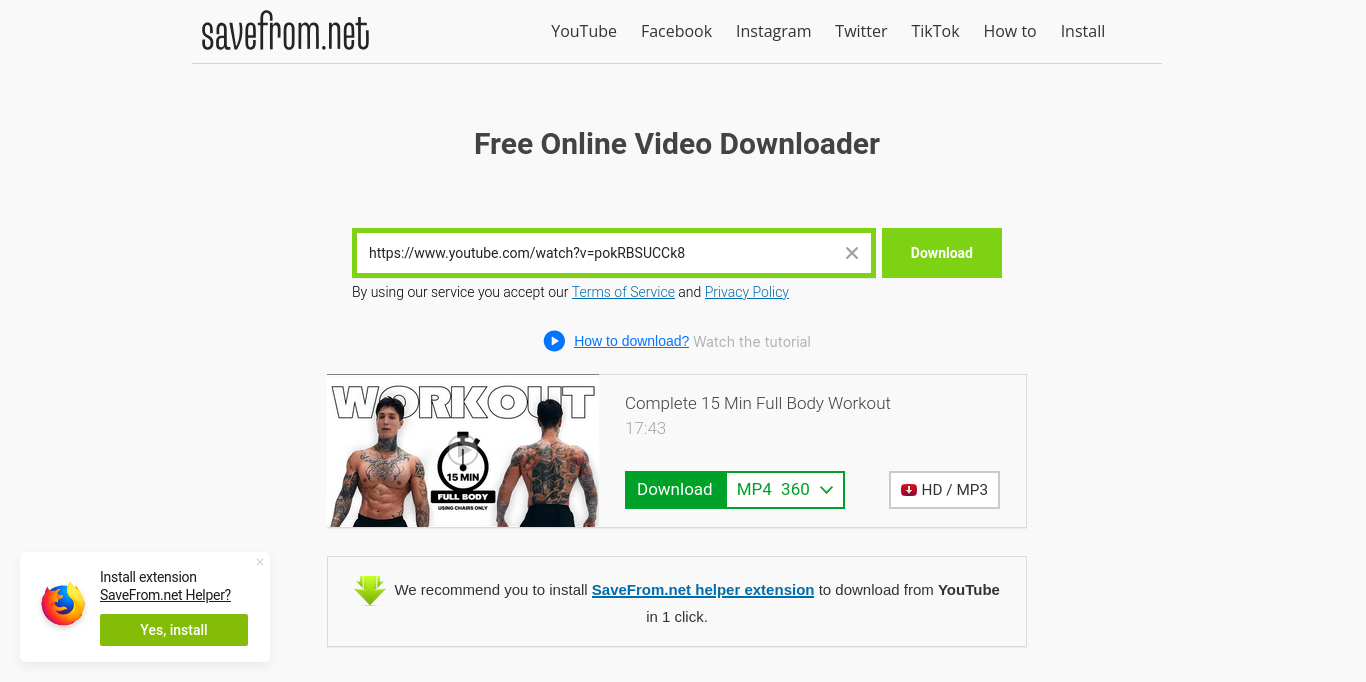 savefrom.net
YouTube Facebook Instagram Twitter TikTok How to Install
Free Online Video Downloader
https://www.youtube.com/watch?v=pokRBSUCCk8
Download
By using our service you accept our Terms of Service and Privacy Policy
How to download? Watch the tutorial
WORKOUT
15 MIN
FULL BODY
USING CHAIRS ONLY
Complete 15 Min Full Body Workout
17:43
Download MP4 360
HD / MP3
We recommend you to install SaveFrom.net helper extension to download from YouTube
in 1 click.
Install extension
SaveFrom.net Helper?
Yes, install